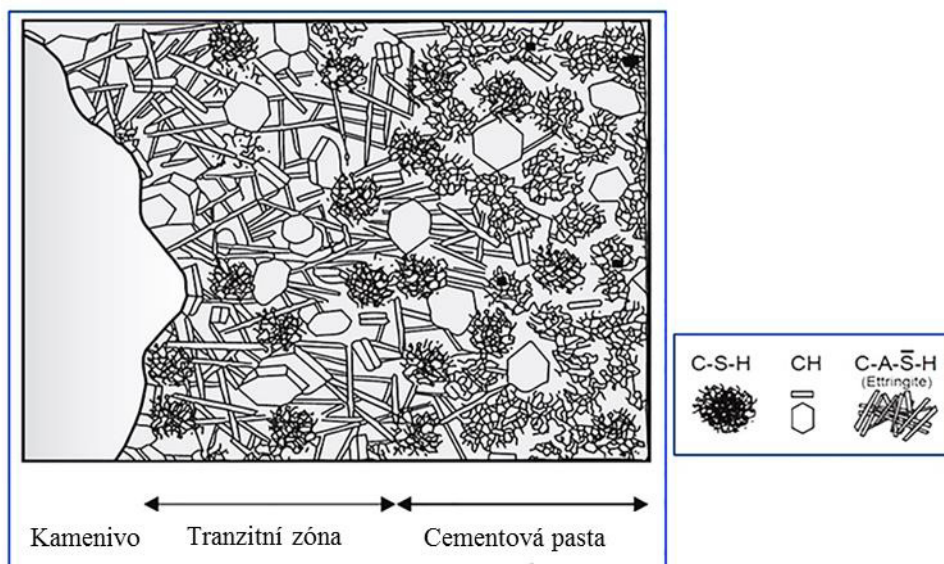 C-S-H CH C-A-S̅-H
(Ettringite)
Kamenivo Tranzitní zóna Cementová pasta